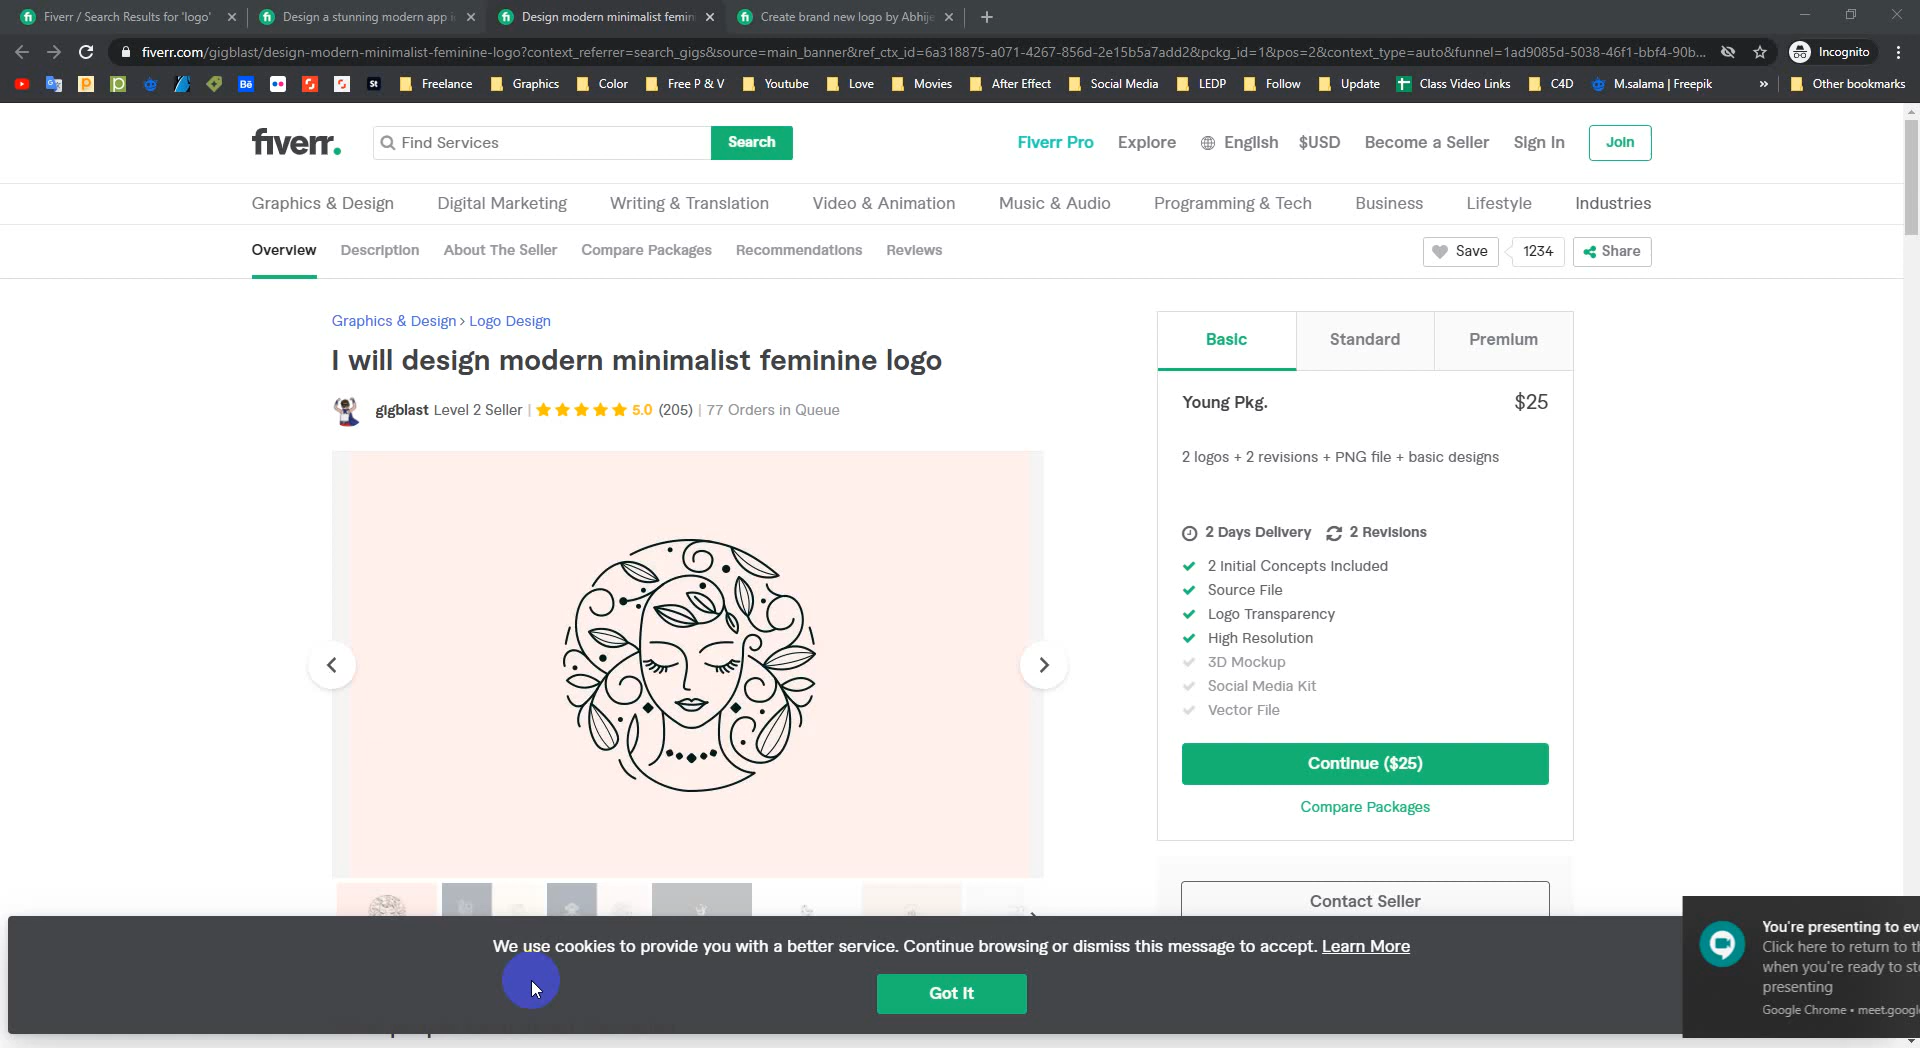 Fiverr / Search Results for 'logo'
Design a stunning modern app i
Design modern minimalist femin
Create brand new logo by Abhije
fiverr.com/gigblast/design-modern-minimalist-feminine-logo?context_referrer=search_gigs&source=main_banner&ref_ctx_id=6a318875-a071-4267-856d-2e15b5a7add2&pckg_id=1&pos=2&context_type=auto&funnel=1ad9085d-5038-46f1-bbf4-90b...
Incognito
Freelance
Graphics
Color
Free P & V
Youtube
Love
Movies
After Effect
Social Media
LEDP
Follow
Update
Class Video Links
C4D
M.salama | Freepik
»
Other bookmarks
fiverr.
Find Services
Search
Fiverr Pro
Explore
English
$USD
Become a Seller
Sign In
Join
Graphics & Design
Digital Marketing
Writing & Translation
Video & Animation
Music & Audio
Programming & Tech
Business
Lifestyle
Industries
Overview
Description
About The Seller
Compare Packages
Recommendations
Reviews
Save
1234
Share
Graphics & Design › Logo Design
I will design modern minimalist feminine logo
gigblast Level 2 Seller | 5.0 (205) | 77 Orders in Queue
Basic
Standard
Premium
Young Pkg.
$25
2 logos + 2 revisions + PNG file + basic designs
2 Days Delivery
2 Revisions
2 Initial Concepts Included
Source File
Logo Transparency
High Resolution
3D Mockup
Social Media Kit
Vector File
Continue ($25)
Compare Packages
Contact Seller
We use cookies to provide you with a better service. Continue browsing or dismiss this message to accept. Learn More
Got It
You're presenting to ev
Click here to return to th
when you're ready to sto
presenting
Google Chrome • meet.google